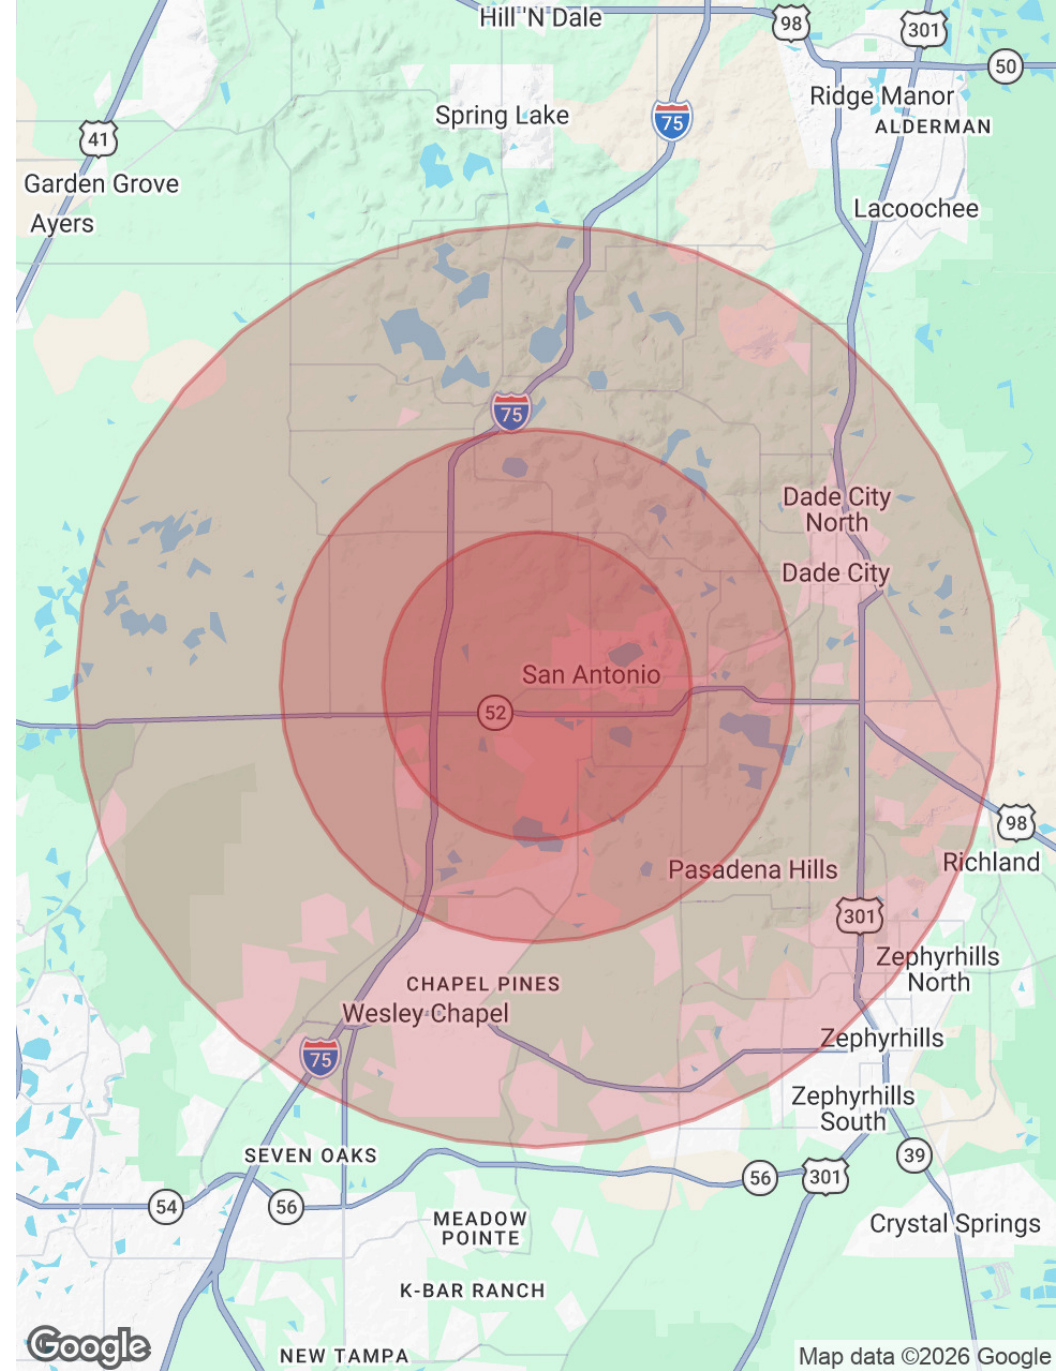 Hill 'N Dale
98
301
50
Ridge Manor
Spring Lake
75
ALDERMAN
41
Garden Grove
Ayers
Lacoochee
75
Dade City
North
Dade City
San Antonio
52
98
Richland
Pasadena Hills
301
Zephyrhills
North
CHAPEL PINES
Wesley Chapel
Zephyrhills
75
Zephyrhills
South
SEVEN OAKS
39
56
301
54
56
MEADOW
POINTE
Crystal Springs
K-BAR RANCH
Google
NEW TAMPA
Map data ©2026 Google